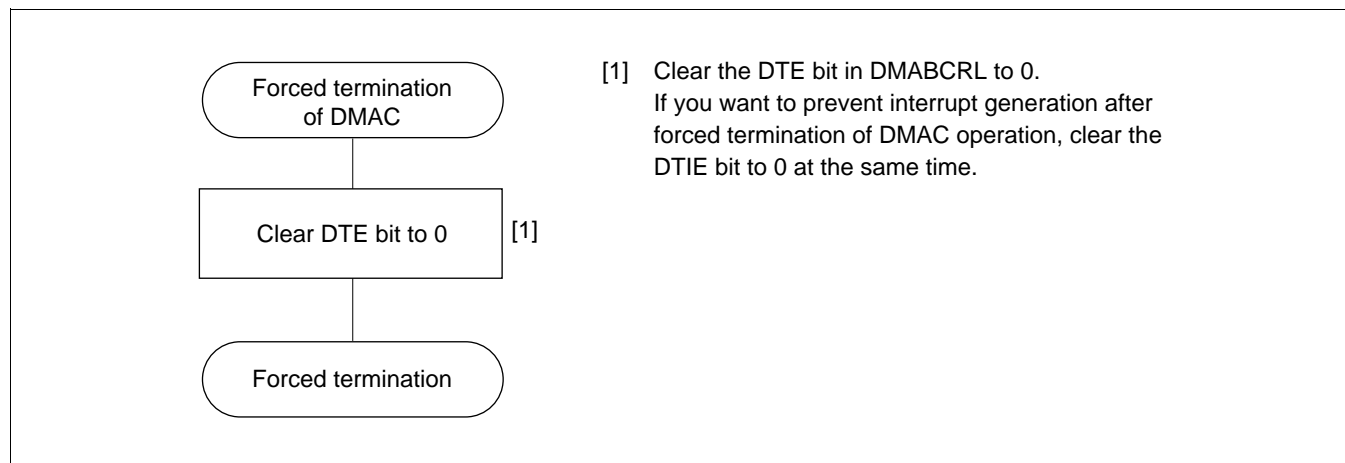 Forced termination
of DMAC
Clear DTE bit to 0
[1]
Forced termination
[1] Clear the DTE bit in DMABCRL to 0.
If you want to prevent interrupt generation after
forced termination of DMAC operation, clear the
DTIE bit to 0 at the same time.